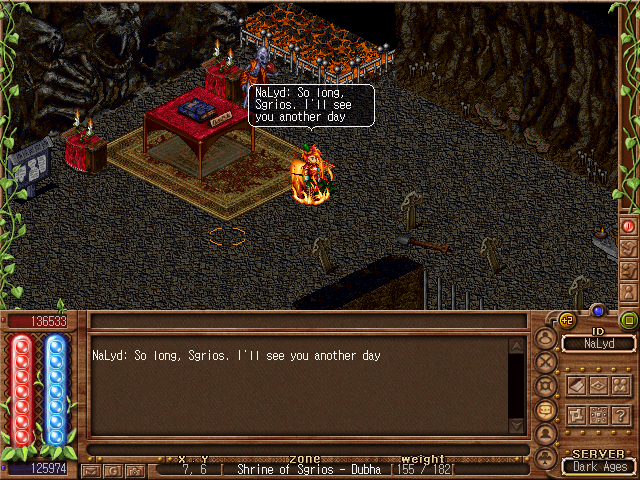 NaLyd: So long,
Sgrios. I'll see
you another day
136533
+2
ID
NaLyd
NaLyd: So long, Sgrios. I'll see you another day
125974
X Y zone weight
7, 6 [ Shrine of Sgrios - Dubha [155 / 182[
G
?
SERVER
Dark Ages